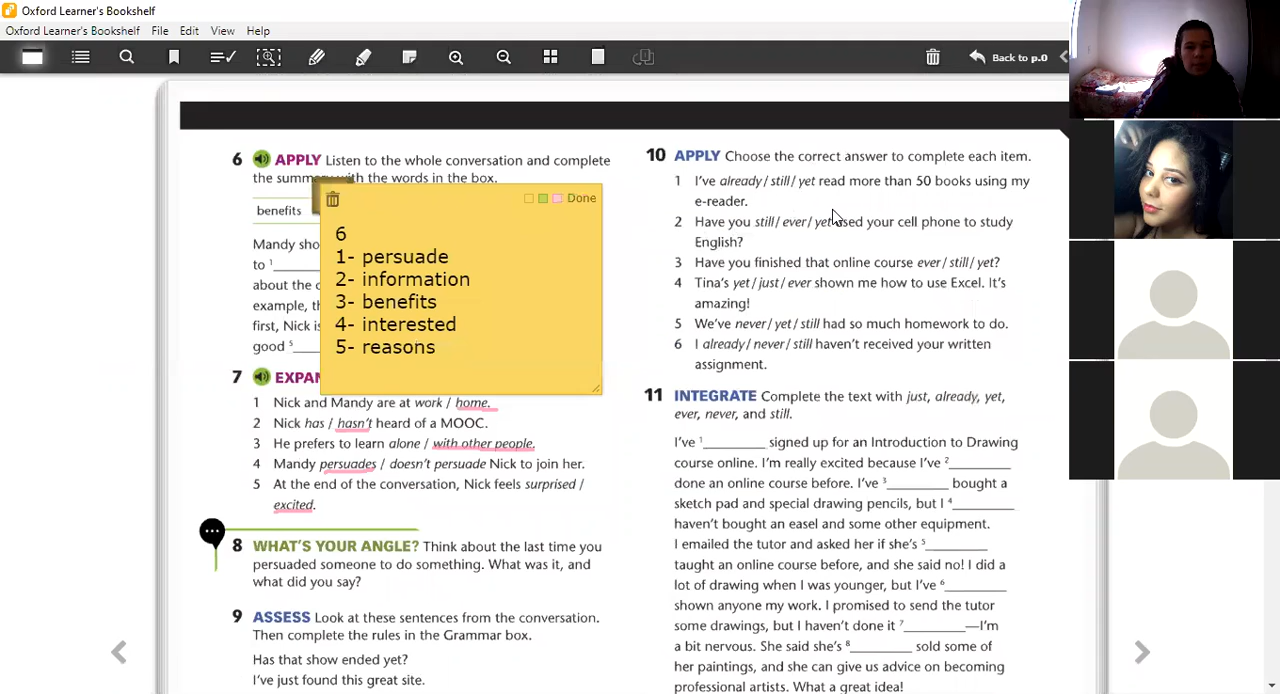 Oxford Learner's Bookshelf
Oxford Learner's Bookshelf File Edit View Help
Back to p.0
6 APPLY Listen to the whole conversation and complete
the summary with the words in the box.
benefits
Mandy sho
to 1
about the c
example, th
first, Nick is
good 5
Done
6
1- persuade
2- information
3- benefits
4- interested
5- reasons
7 EXPAN
1 Nick and Mandy are at work / home.
2 Nick has / hasn't heard of a MOOC.
3 He prefers to learn alone / with other people.
4 Mandy persuades / doesn't persuade Nick to join her.
5 At the end of the conversation, Nick feels surprised /
excited.
8 WHAT'S YOUR ANGLE? Think about the last time you
persuaded someone to do something. What was it, and
what did you say?
9 ASSESS Look at these sentences from the conversation.
Then complete the rules in the Grammar box.
Has that show ended yet?
I've just found this great site.
10 APPLY Choose the correct answer to complete each item.
1 I've already / still / yet read more than 50 books using my
e-reader.
2 Have you still / ever / yet used your cell phone to study
English?
3 Have you finished that online course ever / still / yet?
4 Tina's yet / just / ever shown me how to use Excel. It's
amazing!
5 We've never / yet / still had so much homework to do.
6 I already / never / still haven't received your written
assignment.
11 INTEGRATE Complete the text with just, already, yet,
ever, never, and still.
I've 1________ signed up for an Introduction to Drawing
course online. I'm really excited because I've 2________
done an online course before. I've 3________ bought a
sketch pad and special drawing pencils, but I 4________
haven't bought an easel and some other equipment.
I emailed the tutor and asked her if she's 5________
taught an online course before, and she said no! I did a
lot of drawing when I was younger, but I've 6________
shown anyone my work. I promised to send the tutor
some drawings, but I haven't done it 7________—I'm
a bit nervous. She said she's 8________ sold some of
her paintings, and she can give us advice on becoming
professional artists. What a great idea!